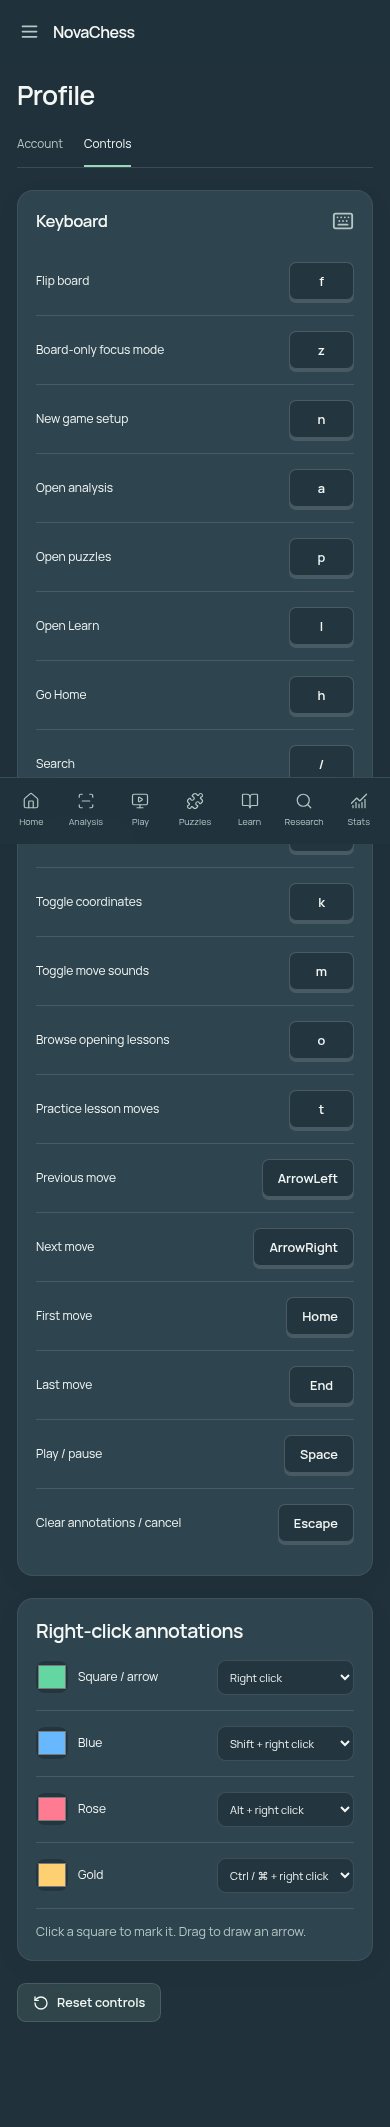 NovaChess
Profile
Account Controls
Keyboard
Flip board f
Board-only focus mode z
New game setup n
Open analysis a
Open puzzles p
Open Learn l
Go Home h
Search /
Home Analysis Play Puzzles Learn Research Stats
Toggle coordinates k
Toggle move sounds m
Browse opening lessons o
Practice lesson moves t
Previous move ArrowLeft
Next move ArrowRight
First move Home
Last move End
Play / pause Space
Clear annotations / cancel Escape
Right-click annotations
Square / arrow Right click
Blue Shift + right click
Rose Alt + right click
Gold Ctrl / ⌘ + right click
Click a square to mark it. Drag to draw an arrow.
Reset controls